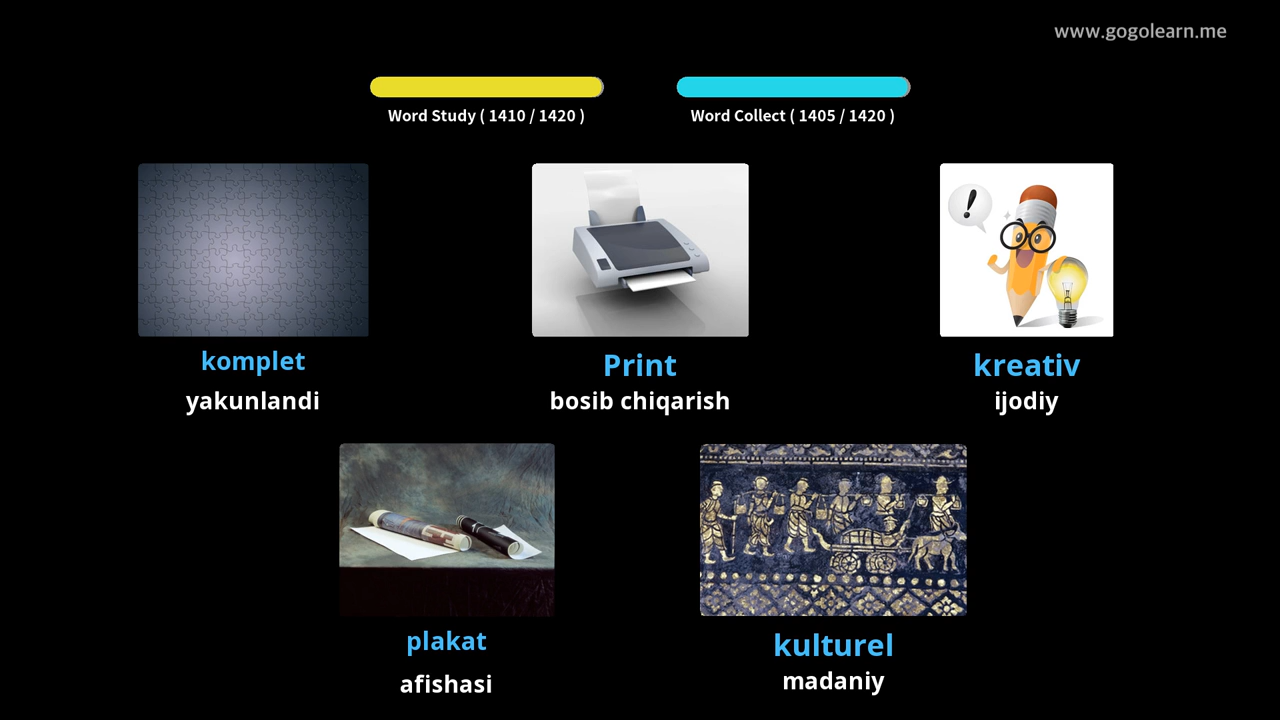 www.gogolearn.me
Word Study ( 1410 / 1420 )
Word Collect ( 1405 / 1420 )
komplet
yakunlandi
Print
bosib chiqarish
kreativ
ijodiy
plakat
afishasi
kulturel
madaniy